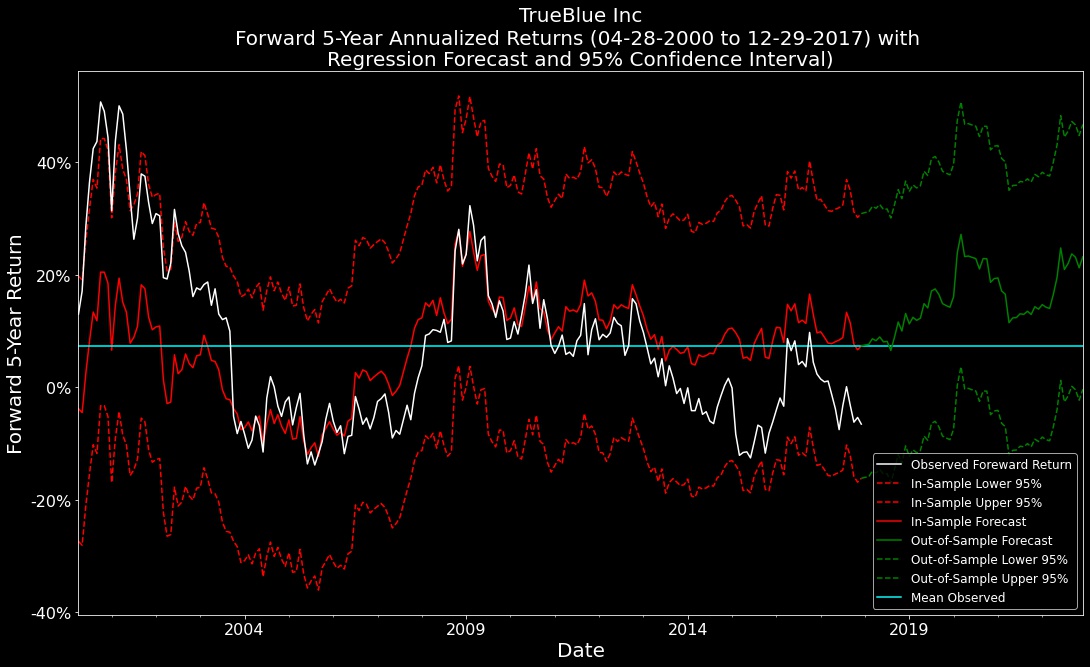 TrueBlue Inc
Forward 5-Year Annualized Returns (04-28-2000 to 12-29-2017) with
Regression Forecast and 95% Confidence Interval)
Forward 5-Year Return
40%
20%
0%
-20%
-40%
2004
2009
2014
2019
Date
Observed Foreward Return
In-Sample Lower 95%
In-Sample Upper 95%
In-Sample Forecast
Out-of-Sample Forecast
Out-of-Sample Lower 95%
Out-of-Sample Upper 95%
Mean Observed